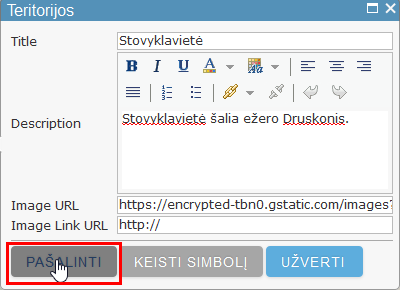 Teritorijos
Title Stovyklavietė
B I U A Aa
Description Stovyklavietė šalia ežero Druskonis.
Image URL https://encrypted-tbn0.gstatic.com/images?
Image Link URL http://
PAŠALINTI KEISTI SIMBOLĮ UŽVERTI